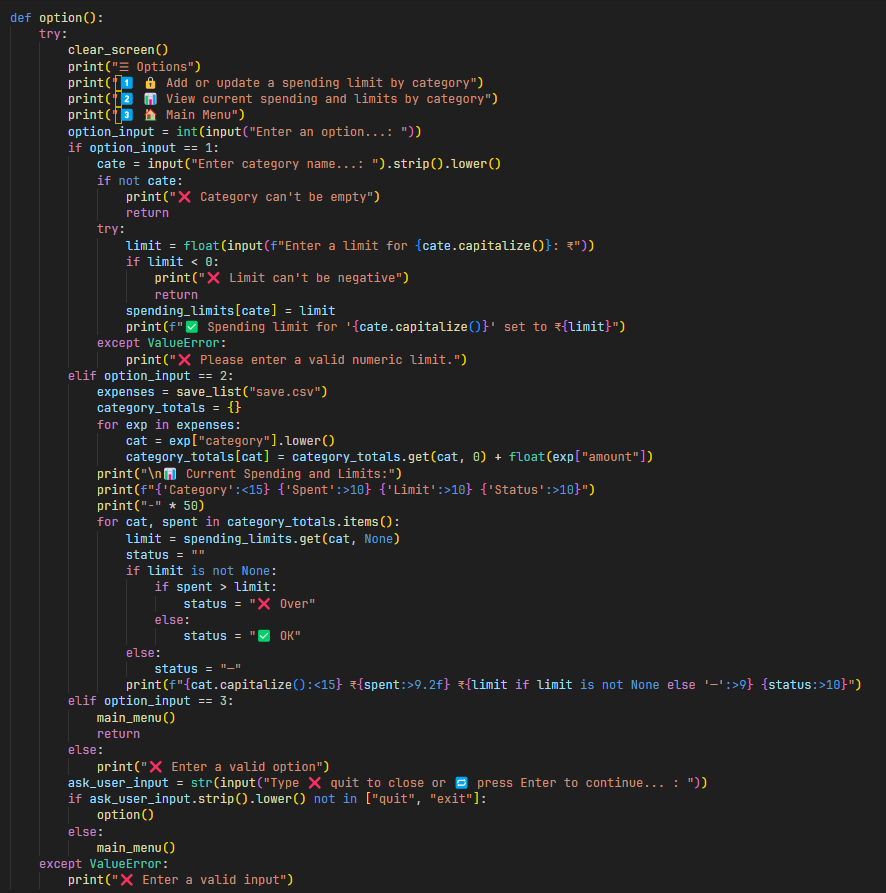 def option():
    try:
        clear_screen()
        print("☰ Options")
        print("1️⃣ 🔒 Add or update a spending limit by category")
        print("2️⃣ 📊 View current spending and limits by category")
        print("3️⃣ 🏠 Main Menu")
        option_input = int(input("Enter an option...: "))
        if option_input == 1:
            cate = input("Enter category name...: ").strip().lower()
            if not cate:
                print("❌ Category can't be empty")
                return
            try:
                limit = float(input(f"Enter a limit for {cate.capitalize()}: ₹"))
                if limit < 0:
                    print("❌ Limit can't be negative")
                    return
                spending_limits[cate] = limit
                print(f"✅ Spending limit for '{cate.capitalize()}' set to ₹{limit}")
            except ValueError:
                print("❌ Please enter a valid numeric limit.")
        elif option_input == 2:
            expenses = save_list("save.csv")
            category_totals = {}
            for exp in expenses:
                cat = exp["category"].lower()
                category_totals[cat] = category_totals.get(cat, 0) + float(exp["amount"])
            print("\n📊 Current Spending and Limits:")
            print(f"{'Category':<15} {'Spent':>10} {'Limit':>10} {'Status':>10}")
            print("-" * 50)
            for cat, spent in category_totals.items():
                limit = spending_limits.get(cat, None)
                status = ""
                if limit is not None:
                    if spent > limit:
                        status = "❌ Over"
                    else:
                        status = "✅ OK"
                else:
                    status = "—"
                print(f"{cat.capitalize():<15} ₹{spent:>9.2f} ₹{limit if limit is not None else '—':>9} {status:>10}")
        elif option_input == 3:
            main_menu()
            return
        else:
            print("❌ Enter a valid option")
        ask_user_input = str(input("Type ❌ quit to close or 🔁 press Enter to continue... : "))
        if ask_user_input.strip().lower() not in ["quit", "exit"]:
            option()
        else:
            main_menu()
    except ValueError:
        print("❌ Enter a valid input")